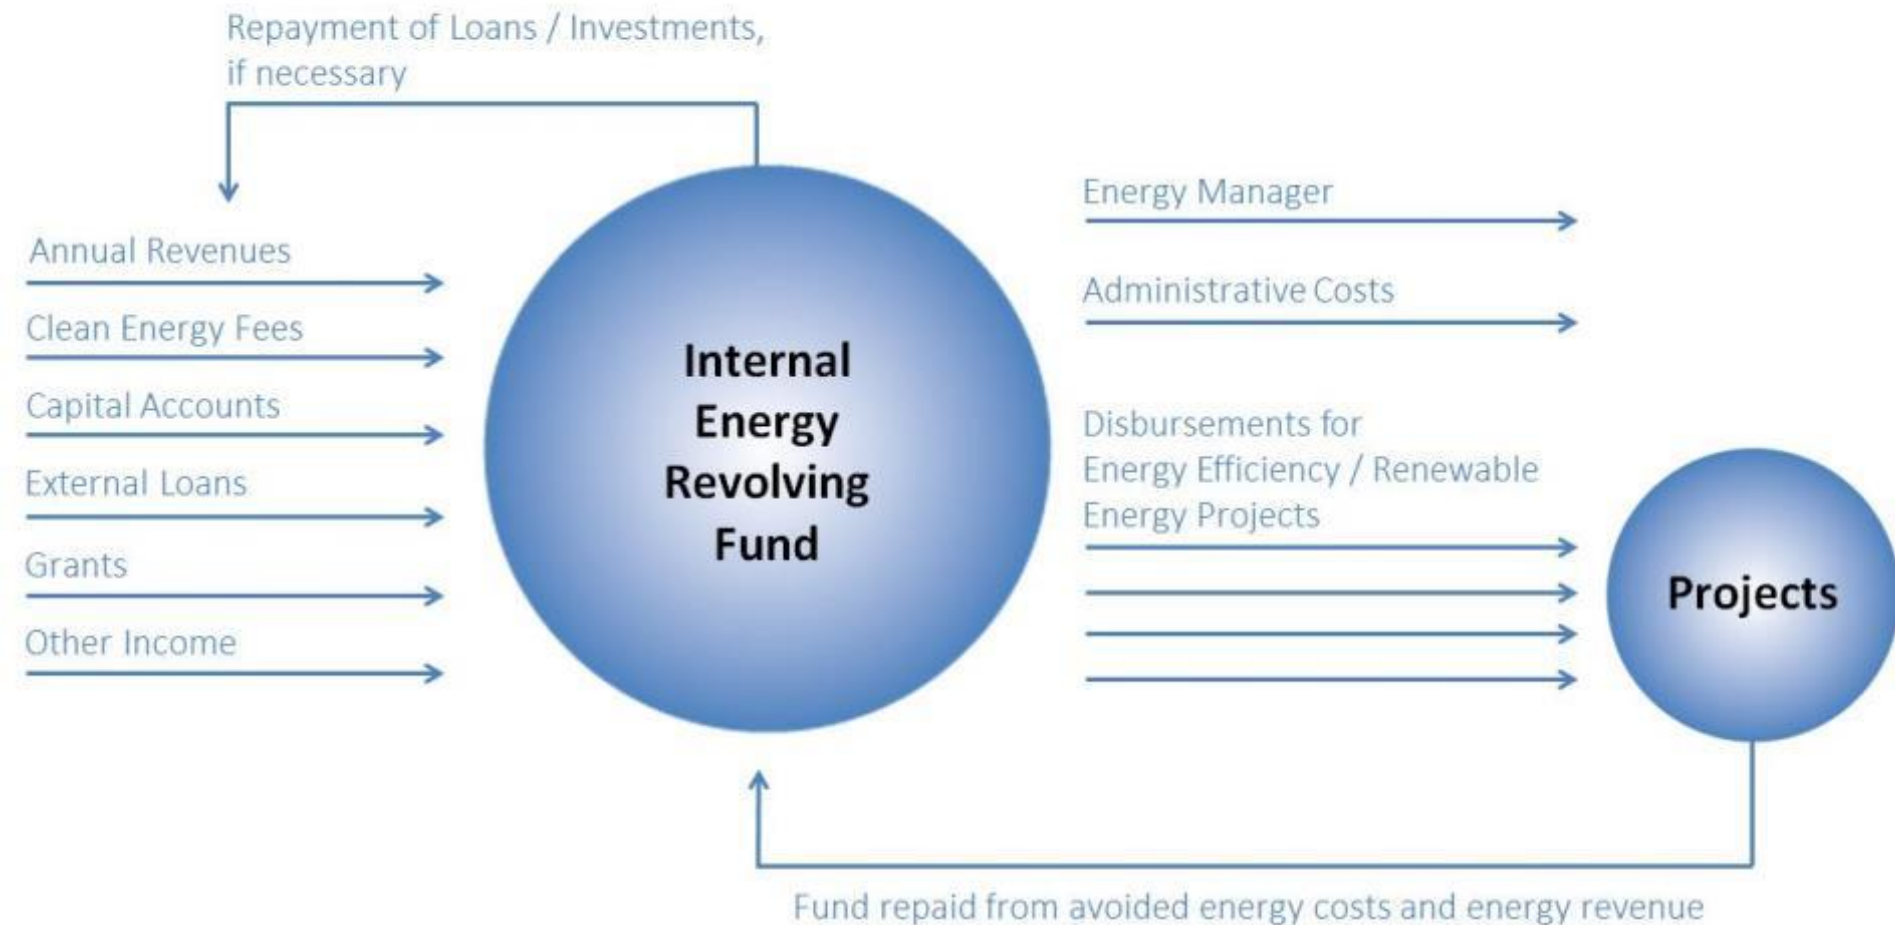 Repayment of Loans / Investments,
if necessary
Annual Revenues
Clean Energy Fees
Capital Accounts
External Loans
Grants
Other Income
Internal
Energy
Revolving
Fund
Energy Manager
Administrative Costs
Disbursements for
Energy Efficiency / Renewable
Energy Projects
Projects
Fund repaid from avoided energy costs and energy revenue